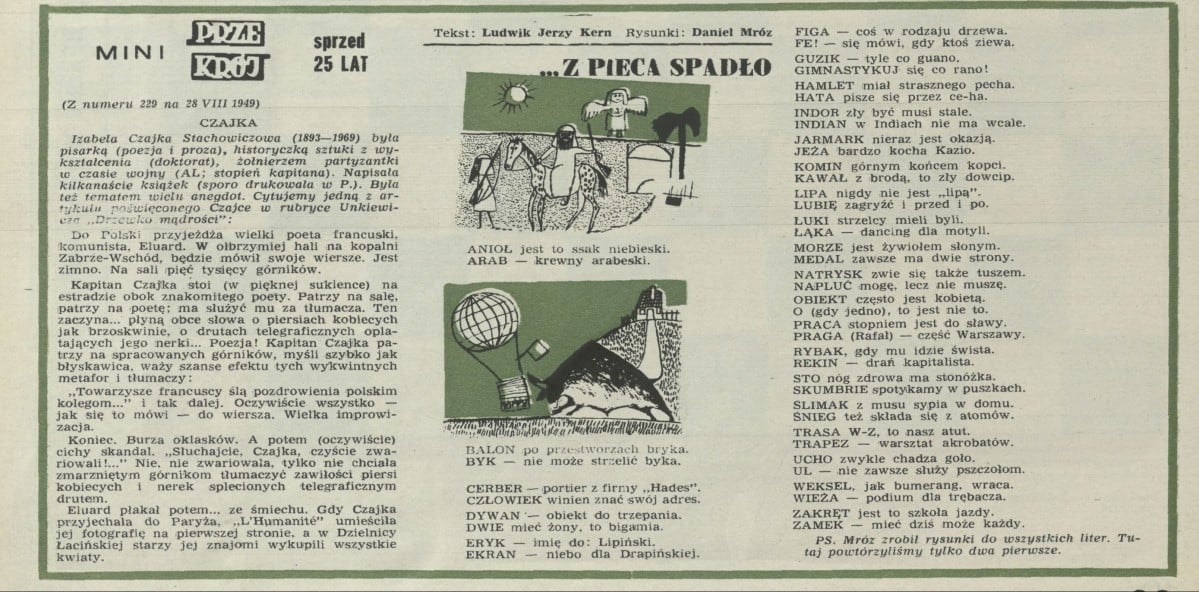 MINI
PRZE
KRÓJ
sprzed
25 LAT
(Z numeru 229 na 28 VIII 1949)
CZAJKA
Izabela Czajka Stachowiczowa (1893—1969) była
pisarką (poezja i proza), historyczką sztuki z wy-
kształcenia (doktorat), żołnierzem partyzantki
w czasie wojny (AL; stopień kapitana). Napisała
kilkanaście książek (sporo drukowała w P.). Była
też tematem wielu anegdot. Cytujemy jedną z ar-
tykułu poświęconego Czajce w rubryce Unkiewi-
cza „Drzewko mądrości":
Do Polski przyjeżdża wielki poeta francuski,
komunista, Eluard. W olbrzymiej hali na kopalni
Zabrze-Wschód, będzie mówił swoje wiersze. Jest
zimno. Na sali pięć tysięcy górników.
Kapitan Czajka stoi (w pięknej sukience) na
estradzie obok znakomitego poety. Patrzy na salę,
patrzy na poetę; ma służyć mu za tłumacza. Ten
zaczyna... płyną obce słowa o piersiach kobiecych
jak brzoskwinie, o drutach telegraficznych opla-
tających jego nerki... Poezja! Kapitan Czajka pa-
trzy na spracowanych górników, myśli szybko jak
błyskawica, waży szanse efektu tych wykwintnych
metafor i tłumaczy:
„Towarzysze francuscy ślą pozdrowienia polskim
kolegom..." i tak dalej. Oczywiście wszystko —
jak się to mówi — do wiersza. Wielka improwi-
zacja.
Koniec. Burza oklasków. A potem (oczywiście)
cichy skandal. „Słuchajcie, Czajka, czyście zwa-
riowali!..." Nie, nie zwariowała, tylko nie chciała
zmarzniętym górnikom tłumaczyć zawiłości piersi
kobiecych i nerek splecionych telegraficznym
drutem.
Eluard płakał potem... ze śmiechu. Gdy Czajka
przyjechała do Paryża, „L'Humanité" umieściła
jej fotografię na pierwszej stronie, a w Dzielnicy
Łacińskiej starzy jej znajomi wykupili wszystkie
kwiaty.
Tekst: Ludwik Jerzy Kern Rysunki: Daniel Mróz
...Z PIECA SPADŁO
ANIOŁ jest to ssak niebieski.
ARAB — krewny arabeski.
BALON po przestworzach bryka.
BYK — nie może strzelić byka.
CERBER — portier z firmy „Hades".
CZŁOWIEK winien znać swój adres.
DYWAN — obiekt do trzepania.
DWIE mieć żony, to bigamia.
ERYK — imię do: Lipiński.
EKRAN — niebo dla Drapińskiej.
FIGA — coś w rodzaju drzewa.
FE! — się mówi, gdy ktoś ziewa.
GUZIK — tyle co guano.
GIMNASTYKUJ się co rano!
HAMLET miał strasznego pecha.
HATA pisze się przez ce-ha.
INDOR zły być musi stale.
INDIAN w Indiach nie ma wcale.
JARMARK nieraz jest okazją.
JEŻA bardzo kocha Kazio.
KOMIN górnym końcem kopci.
KAWAŁ z brodą, to zły dowcip.
LIPA nigdy nie jest „lipą".
LUBIĘ zagryźć i przed i po.
ŁUKI strzelcy mieli byli.
ŁĄKA — dancing dla motyli.
MORZE jest żywiołem słonym.
MEDAL zawsze ma dwie strony.
NATRYSK zwie się także tuszem.
NAPLUĆ mogę, lecz nie muszę.
OBIEKT często jest kobietą.
O (gdy jedno), to jest nie to.
PRACA stopniem jest do sławy.
PRAGA (Rafał) — część Warszawy.
RYBAK, gdy mu idzie śwista.
REKIN — drań kapitalista.
STO nóg zdrowa ma stonóżka.
SKUMBRIE spotykamy w puszkach.
ŚLIMAK z musu sypia w domu.
ŚNIEG też składa się z atomów.
TRASA W-Z, to nasz atut.
TRAPEZ — warsztat akrobatów.
UCHO zwykle chadza goło.
UL — nie zawsze służy pszczołom.
WEKSEL, jak bumerang, wraca.
WIEŻA — podium dla trębacza.
ZAKRĘT jest to szkoła jazdy.
ZAMEK — mieć dziś może każdy.
PS. Mróz zrobił rysunki do wszystkich liter. Tu-
taj powtórzyliśmy tylko dwa pierwsze.